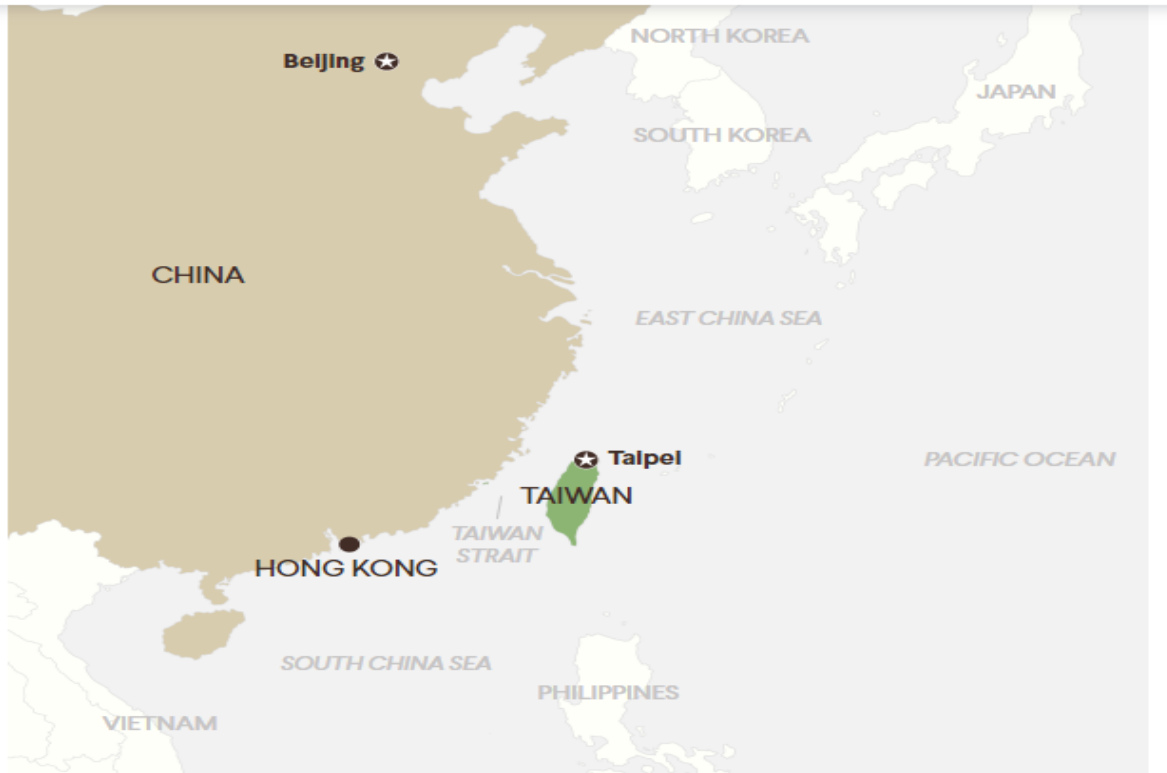 NORTH KOREA
Beijing
JAPAN
SOUTH KOREA
CHINA
EAST CHINA SEA
Taipei
PACIFIC OCEAN
TAIWAN
TAIWAN
STRAIT
HONG KONG
SOUTH CHINA SEA
PHILIPPINES
VIETNAM